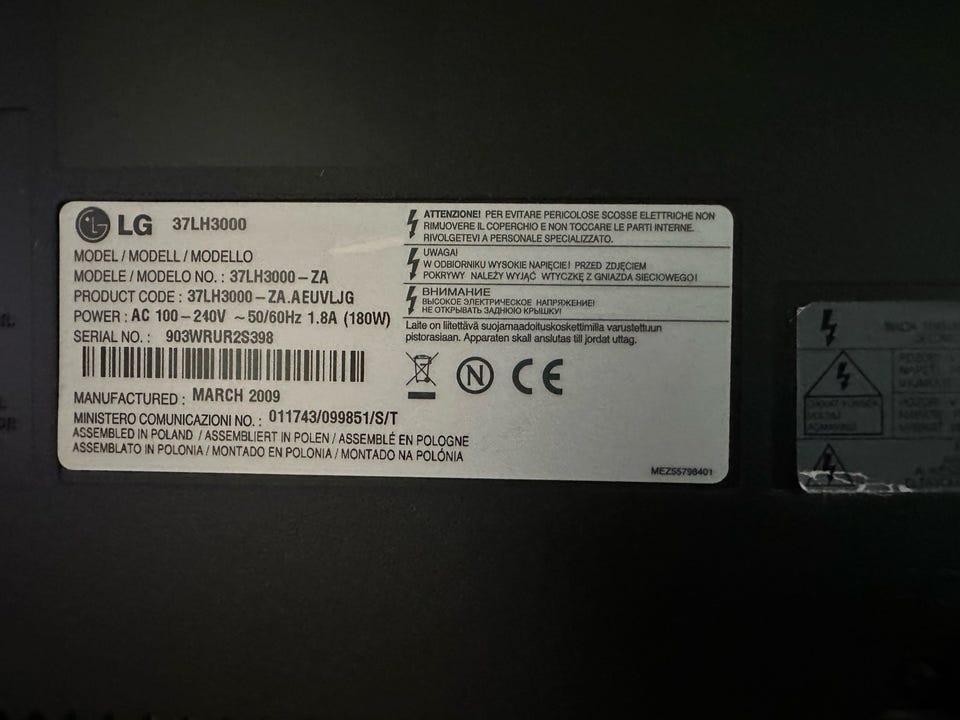 LG 37LH3000
MODEL / MODELL / MODELLO
MODELE / MODELO NO. : 37LH3000-ZA
PRODUCT CODE : 37LH3000-ZA.AEUVLJG
POWER : AC 100-240V ~50/60Hz 1.8A (180W)
SERIAL NO. : 903WRUR2S398
MANUFACTURED : MARCH 2009
MINISTERO COMUNICAZIONI NO. : 011743/099851/S/T
ASSEMBLED IN POLAND / ASSEMBLIERT IN POLEN / ASSEMBLÉ EN POLOGNE
ASSEMBLATO IN POLONIA / MONTADO EN POLONIA / MONTADO NA POLÓNIA
ATTENZIONE! PER EVITARE PERICOLOSE SCOSSE ELETTRICHE NON
RIMUOVERE IL COPERCHIO E NON TOCCARE LE PARTI INTERNE.
RIVOLGETEVI A PERSONALE SPECIALIZZATO.
UWAGA!
W ODBIORNIKU WYSOKIE NAPIĘCIE! PRZED ZDJĘCIEM
POKRYWY NALEŻY WYJĄĆ WTYCZKĘ Z GNIAZDA SIECIOWEGO!
ВНИМАНИЕ
ВЫСОКОЕ ЭЛЕКТРИЧЕСКОЕ НАПРЯЖЕНИЕ!
НЕ ОТКРЫВАТЬ ЗАДНЮЮ КРЫШКУ!
Laite on liitettävä suojamaadoituskoskettimilla varustettuun
pistorasiaan. Apparaten skall anslutas till jordat uttag.
N CE
MEZ55798401